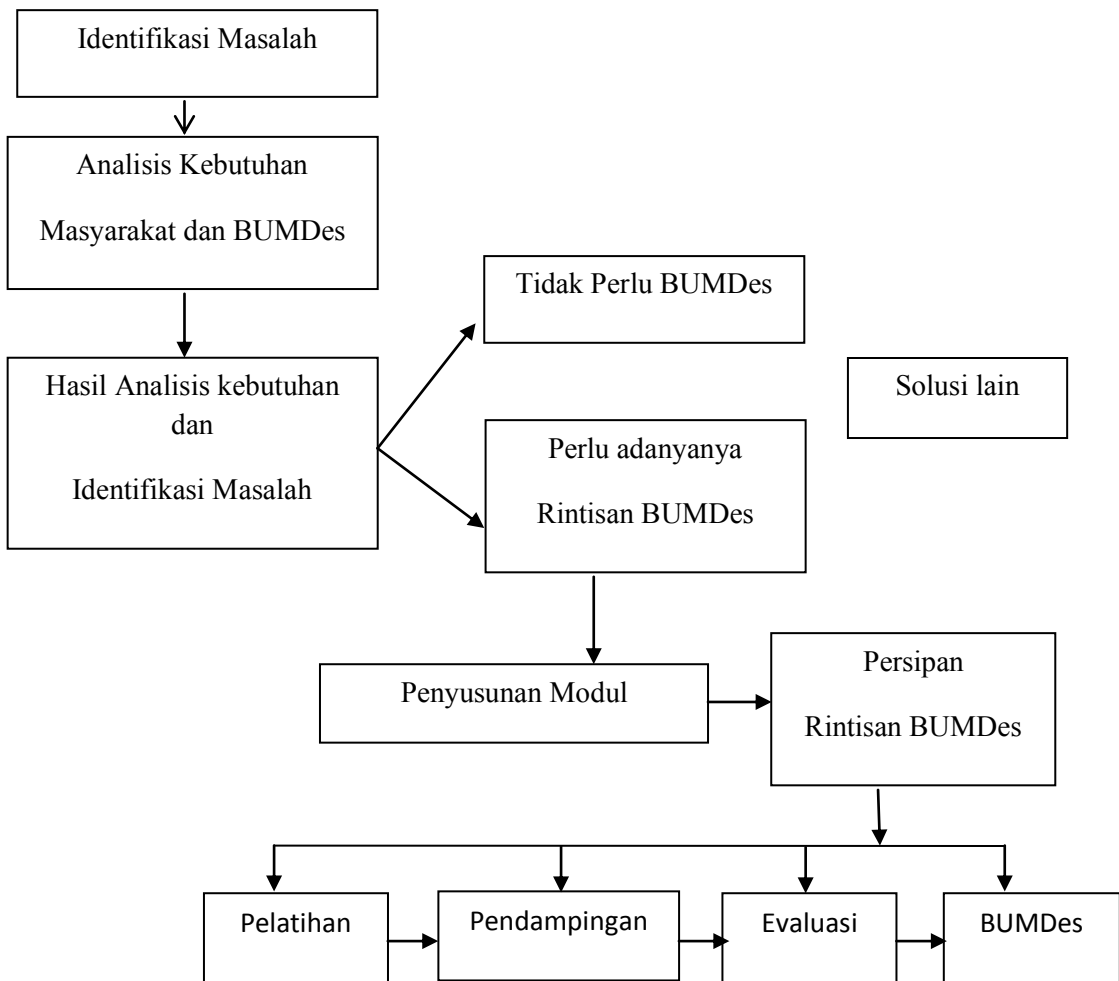 Identifikasi Masalah
Analisis Kebutuhan
Masyarakat dan BUMDes
Tidak Perlu BUMDes
Hasil Analisis kebutuhan
dan
Identifikasi Masalah
Solusi lain
Perlu adanyanya
Rintisan BUMDes
Penyusunan Modul
Persipan
Rintisan BUMDes
Pelatihan
Pendampingan
Evaluasi
BUMDes